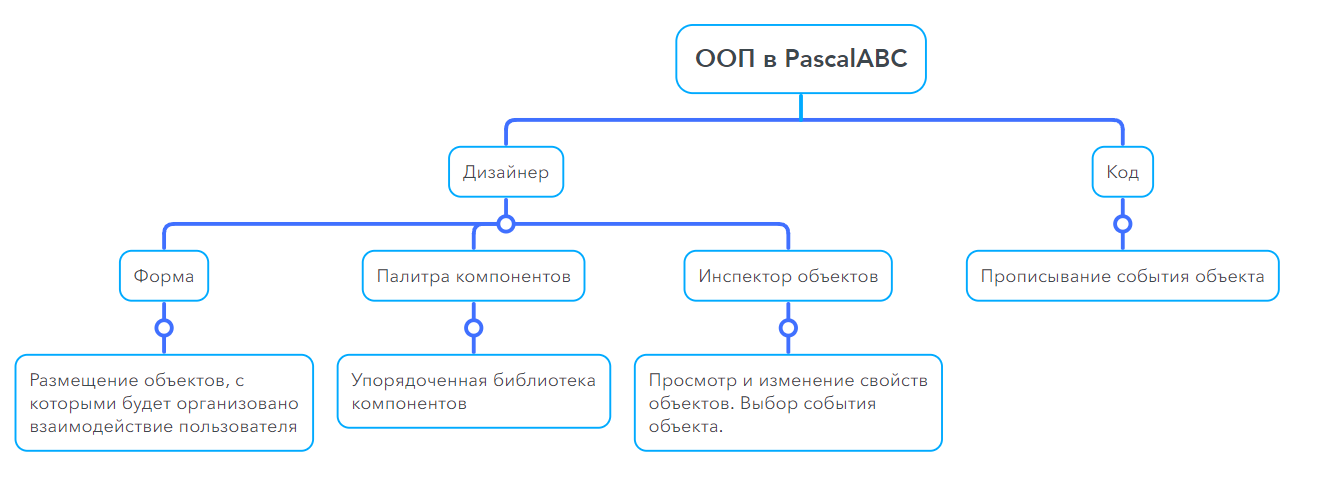 ООП в PascalABC
Дизайнер
Код
Форма
Палитра компонентов
Инспектор объектов
Прописывание события объекта
Размещение объектов, с
которыми будет организовано
взаимодействие пользователя
Упорядоченная библиотека
компонентов
Просмотр и изменение свойств
объектов. Выбор события
объекта.